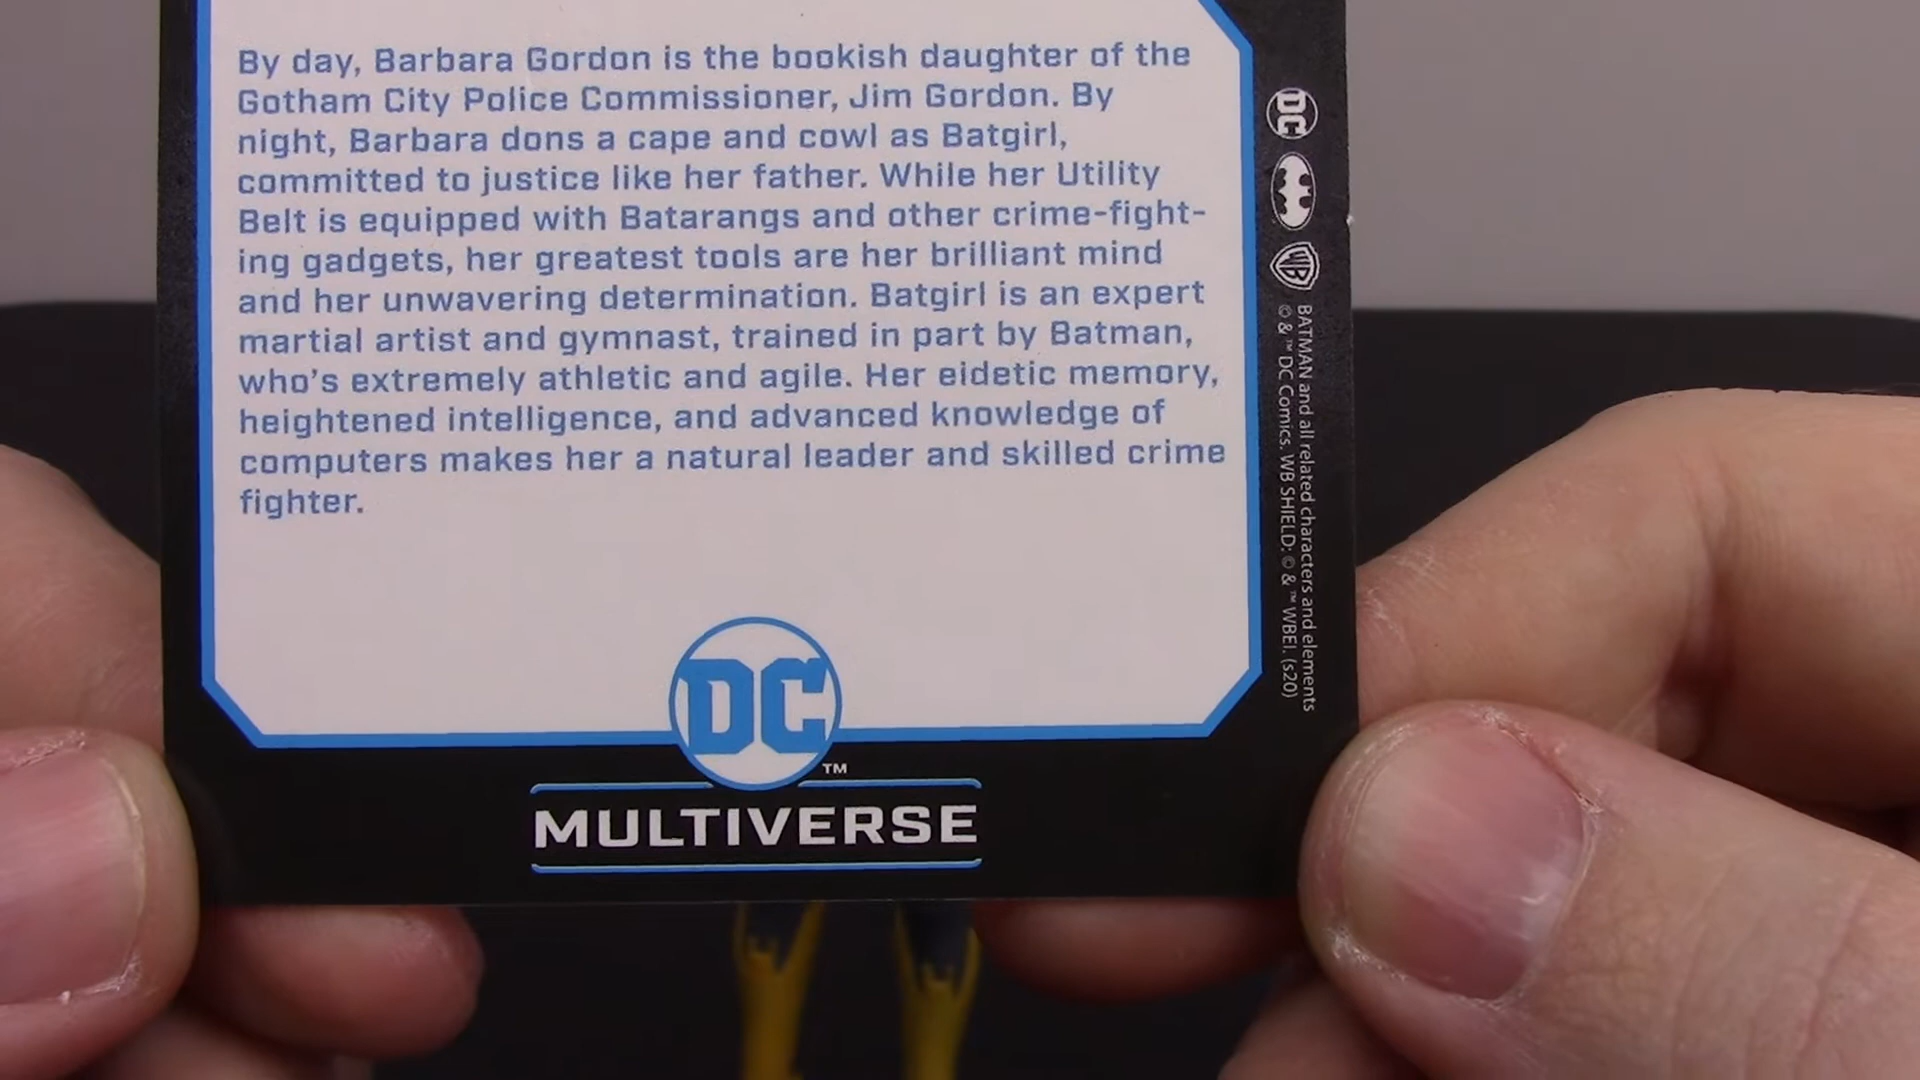 By day, Barbara Gordon is the bookish daughter of the
Gotham City Police Commissioner, Jim Gordon. By
night, Barbara dons a cape and cowl as Batgirl,
committed to justice like her father. While her Utility
Belt is equipped with Batarangs and other crime-fight-
ing gadgets, her greatest tools are her brilliant mind
and her unwavering determination. Batgirl is an expert
martial artist and gymnast, trained in part by Batman,
who's extremely athletic and agile. Her eidetic memory,
heightened intelligence, and advanced knowledge of
computers makes her a natural leader and skilled crime
fighter.
DC
™
MULTIVERSE
DC
WB
BATMAN and all related characters and elements
© & ™ DC Comics. WB SHIELD: © & ™ WBEI. (s20)